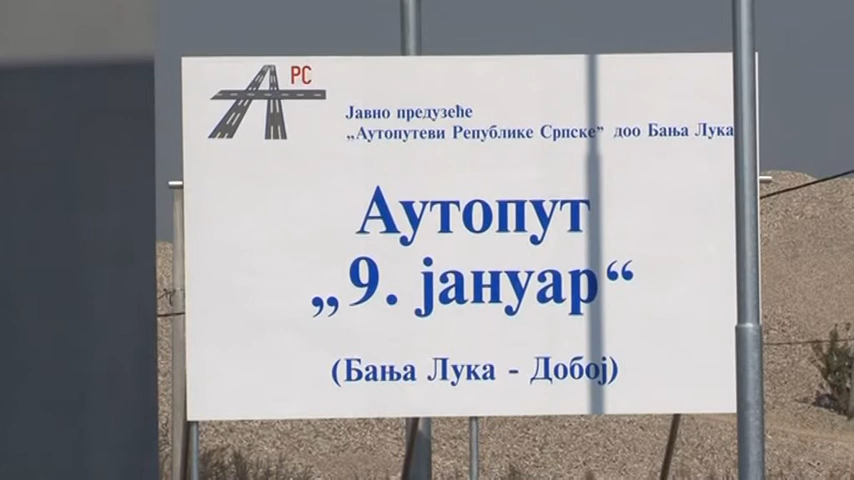 РС
Јавно предузеће
„Аутопутеви Републике Српске" доо Бања Лука
Аутопут
„9. јануар“
(Бања Лука - Добој)